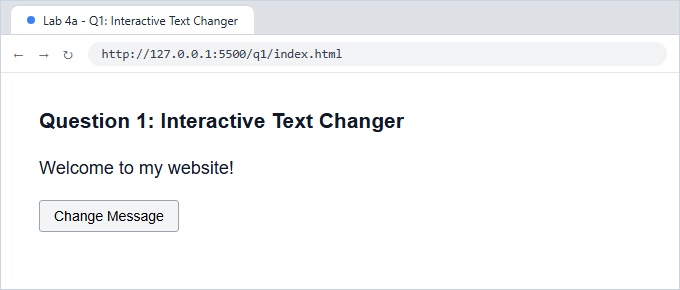 Lab 4a - Q1: Interactive Text Changer
http://127.0.0.1:5500/q1/index.html
Question 1: Interactive Text Changer
Welcome to my website!
Change Message